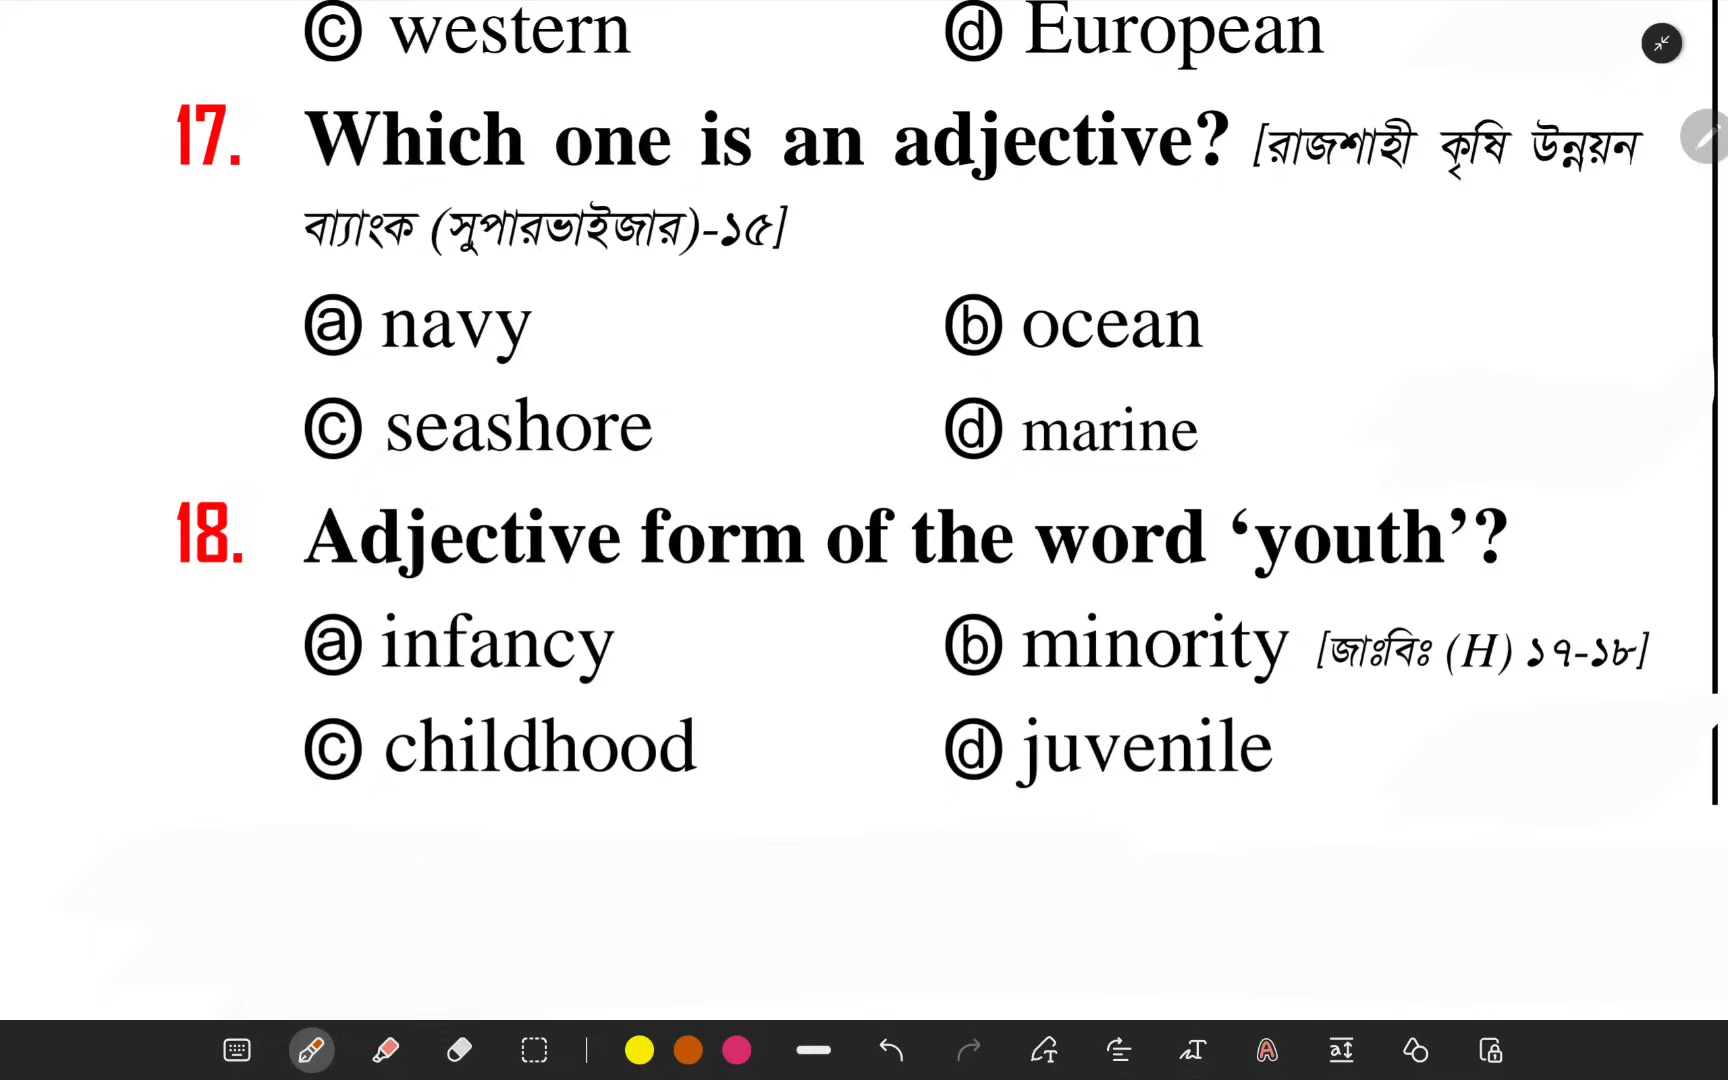 ⓒ western ⓓ European
17. Which one is an adjective? [রাজশাহী কৃষি উন্নয়ন
ব্যাংক (সুপারভাইজার)-১৫]
ⓐ navy ⓑ ocean
ⓒ seashore ⓓ marine
18. Adjective form of the word ‘youth’?
ⓐ infancy ⓑ minority [জাঃবিঃ (H) ১৭-১৮]
ⓒ childhood ⓓ juvenile